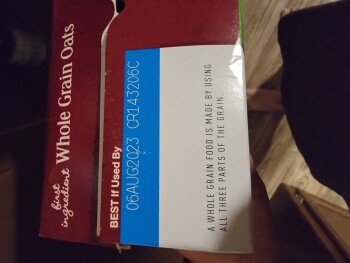 first
ingredient Whole Grain Oats
BEST If Used By
06AUG2023 CR143206C
A WHOLE GRAIN FOOD IS MADE BY USING
ALL THREE PARTS OF THE GRAIN